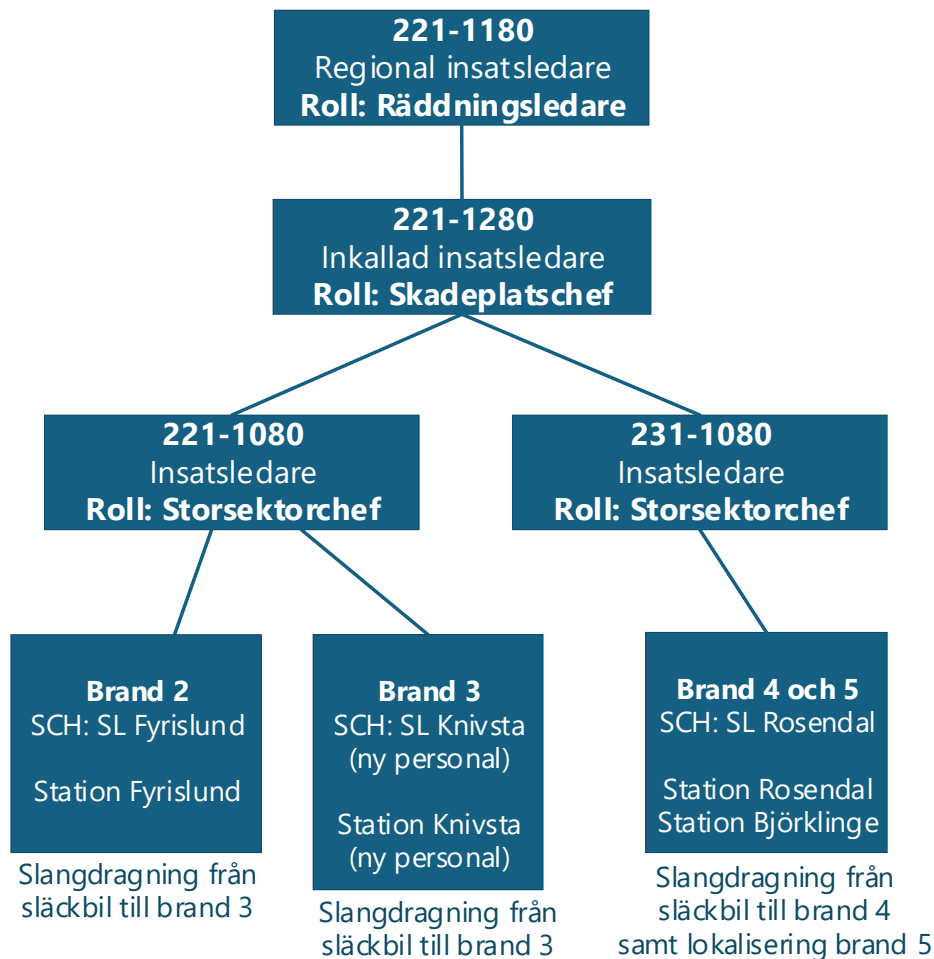 221-1180
Regional insatsledare
Roll: Räddningsledare
221-1280
Inkallad insatsledare
Roll: Skadeplatschef
221-1080
Insatsledare
Roll: Storsektorchef
231-1080
Insatsledare
Roll: Storsektorchef
Brand 2
SCH: SL Fyrislund
Station Fyrislund
Slangdragning från
släckbil till brand 3
Brand 3
SCH: SL Knivsta
(ny personal)
Station Knivsta
(ny personal)
Slangdragning från
släckbil till brand 3
Brand 4 och 5
SCH: SL Rosendal
Station Rosendal
Station Björklinge
Slangdragning från
släckbil till brand 4
samt lokalisering brand 5